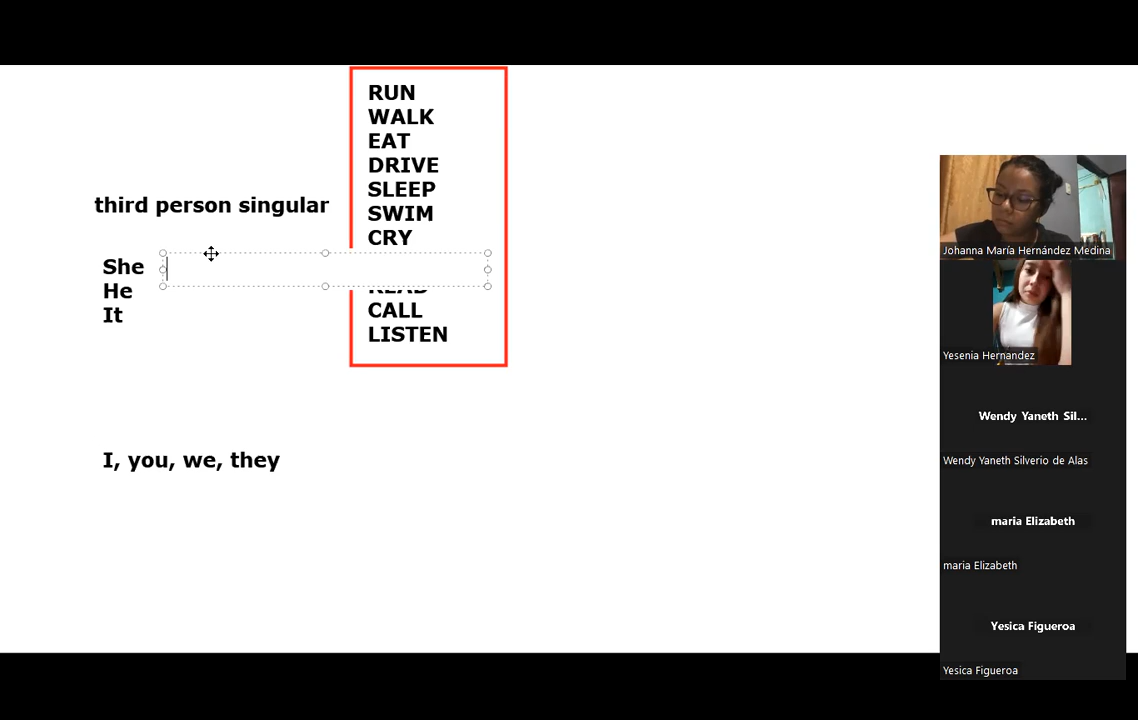 RUN
WALK
EAT
DRIVE
SLEEP
third person singular
SWIM
CRY
She
He
It
CALL
LISTEN
I, you, we, they
Johanna María Hernández Medina
Yesenia Hernandez
Wendy Yaneth Sil...
Wendy Yaneth Silverio de Alas
maria Elizabeth
maria Elizabeth
Yesica Figueroa
Yesica Figueroa